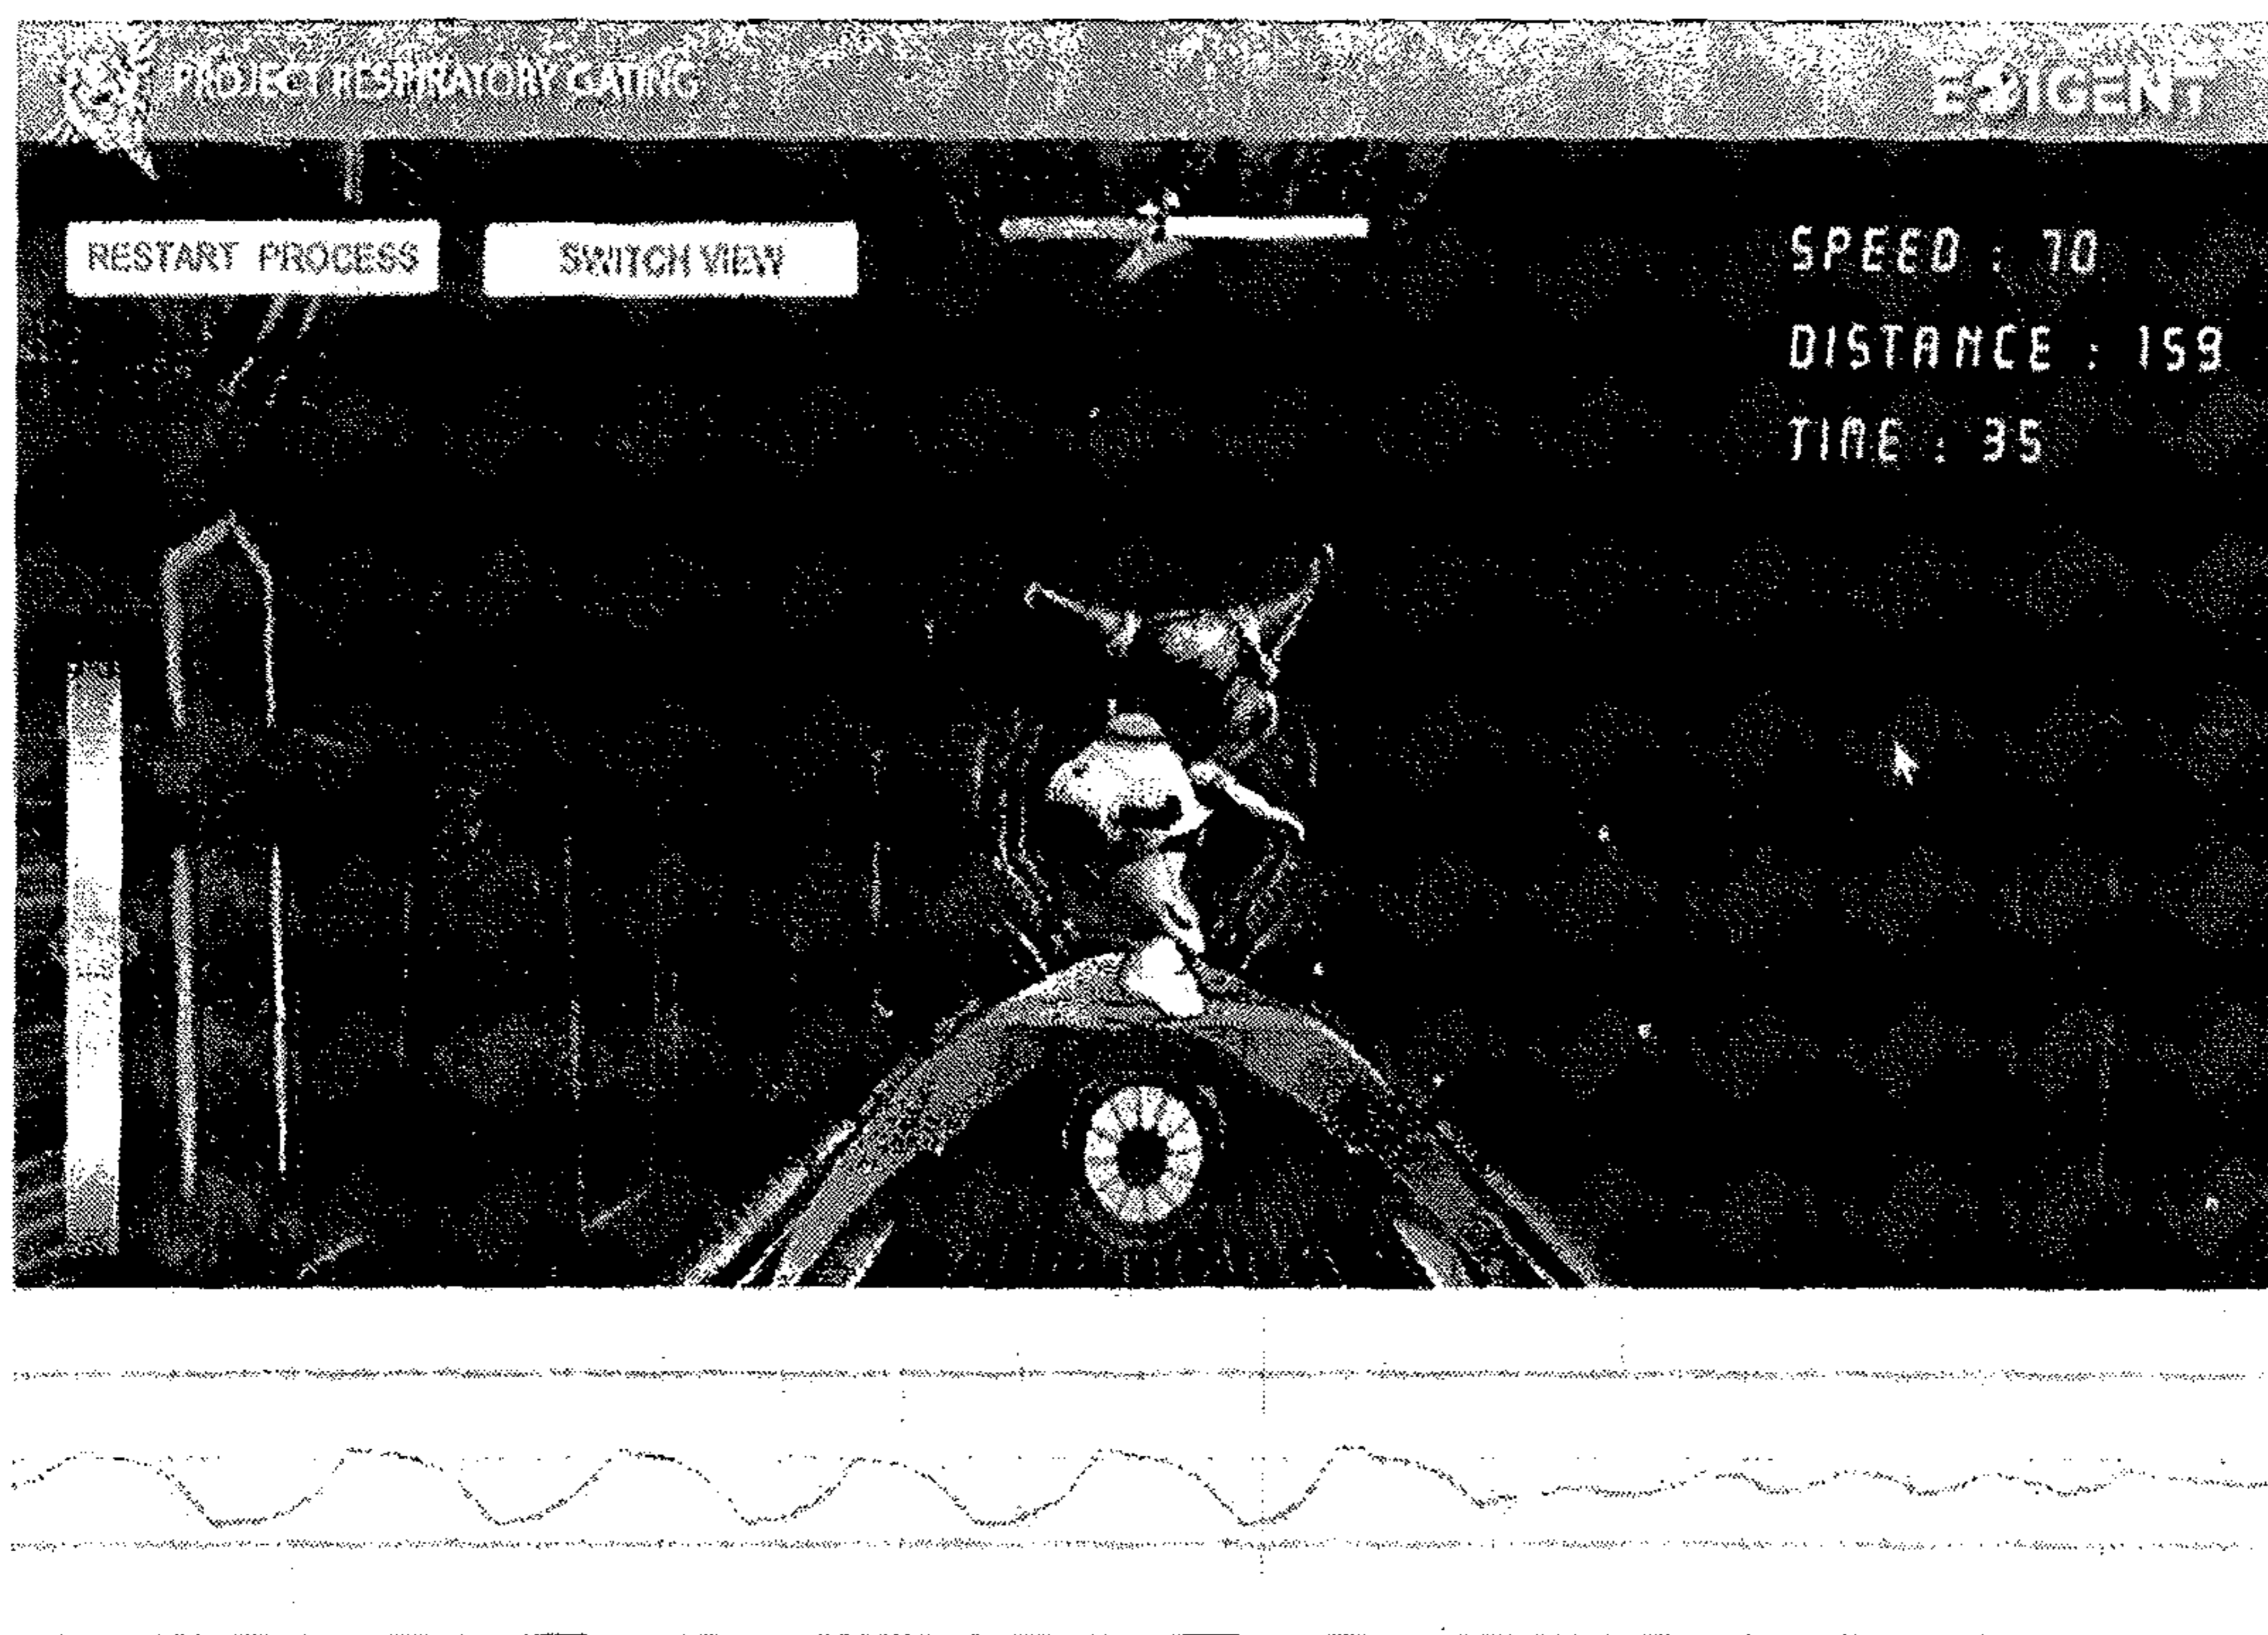 PROJECT RESPIRATORY GATING
EXIGENT
RESTART PROCESS
SWITCH VIEW
SPEED : 70
DISTANCE : 159
TIME : 35